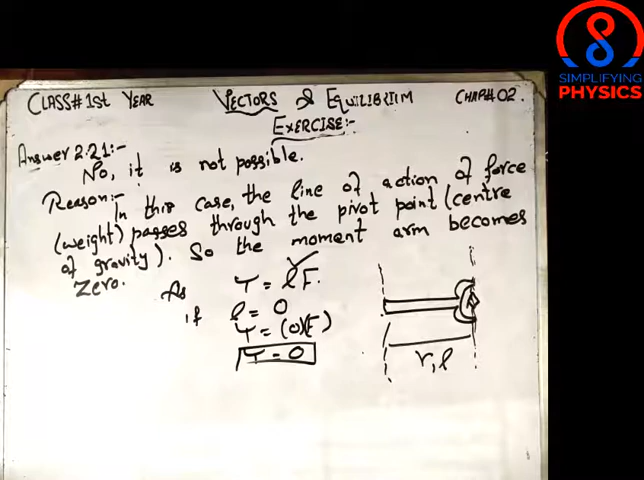 SIMPLIFYING
PHYSICS
CLASS# 1st YEAR VECTORS & EQUILIBRIUM CHAP# 02.
EXERCISE:-
Answer 2.21:-
No, it is not possible.
Reason:-
In this case, the line of action of force
(weight) passes through the pivot point (centre
of gravity). So the moment arm becomes
zero.
As τ = lF.
if l = 0
τ = (0)(F)
τ = 0
r, l